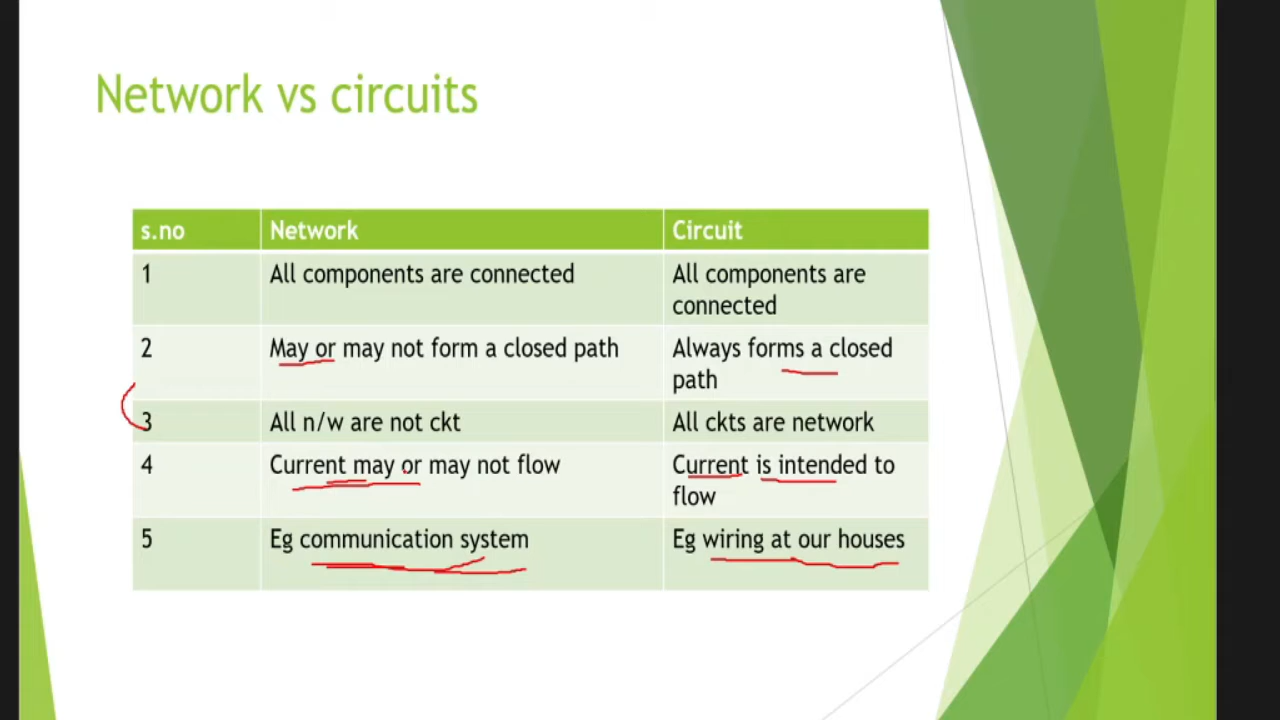 Network vs circuits
s.no Network Circuit
1 All components are connected All components are
connected
2 May or may not form a closed path Always forms a closed
path
3 All n/w are not ckt All ckts are network
4 Current may or may not flow Current is intended to
flow
5 Eg communication system Eg wiring at our houses